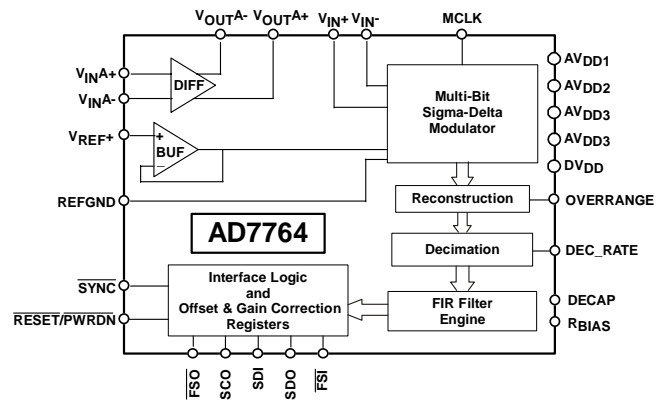 VOUTA- VOUTA+ VIN+ VIN- MCLK
VINA+
VINA-
DIFF
VREF+
+
−
BUF
REFGND
Multi-Bit
Sigma-Delta
Modulator
AVDD1
AVDD2
AVDD3
AVDD3
DVDD
Reconstruction
OVERRANGE
AD7764
Decimation
DEC_RATE
SYNC
RESET/PWRDN
Interface Logic
and
Offset & Gain Correction
Registers
FIR Filter
Engine
DECAP
RBIAS
FSO
SCO
SDI
SDO
FSI